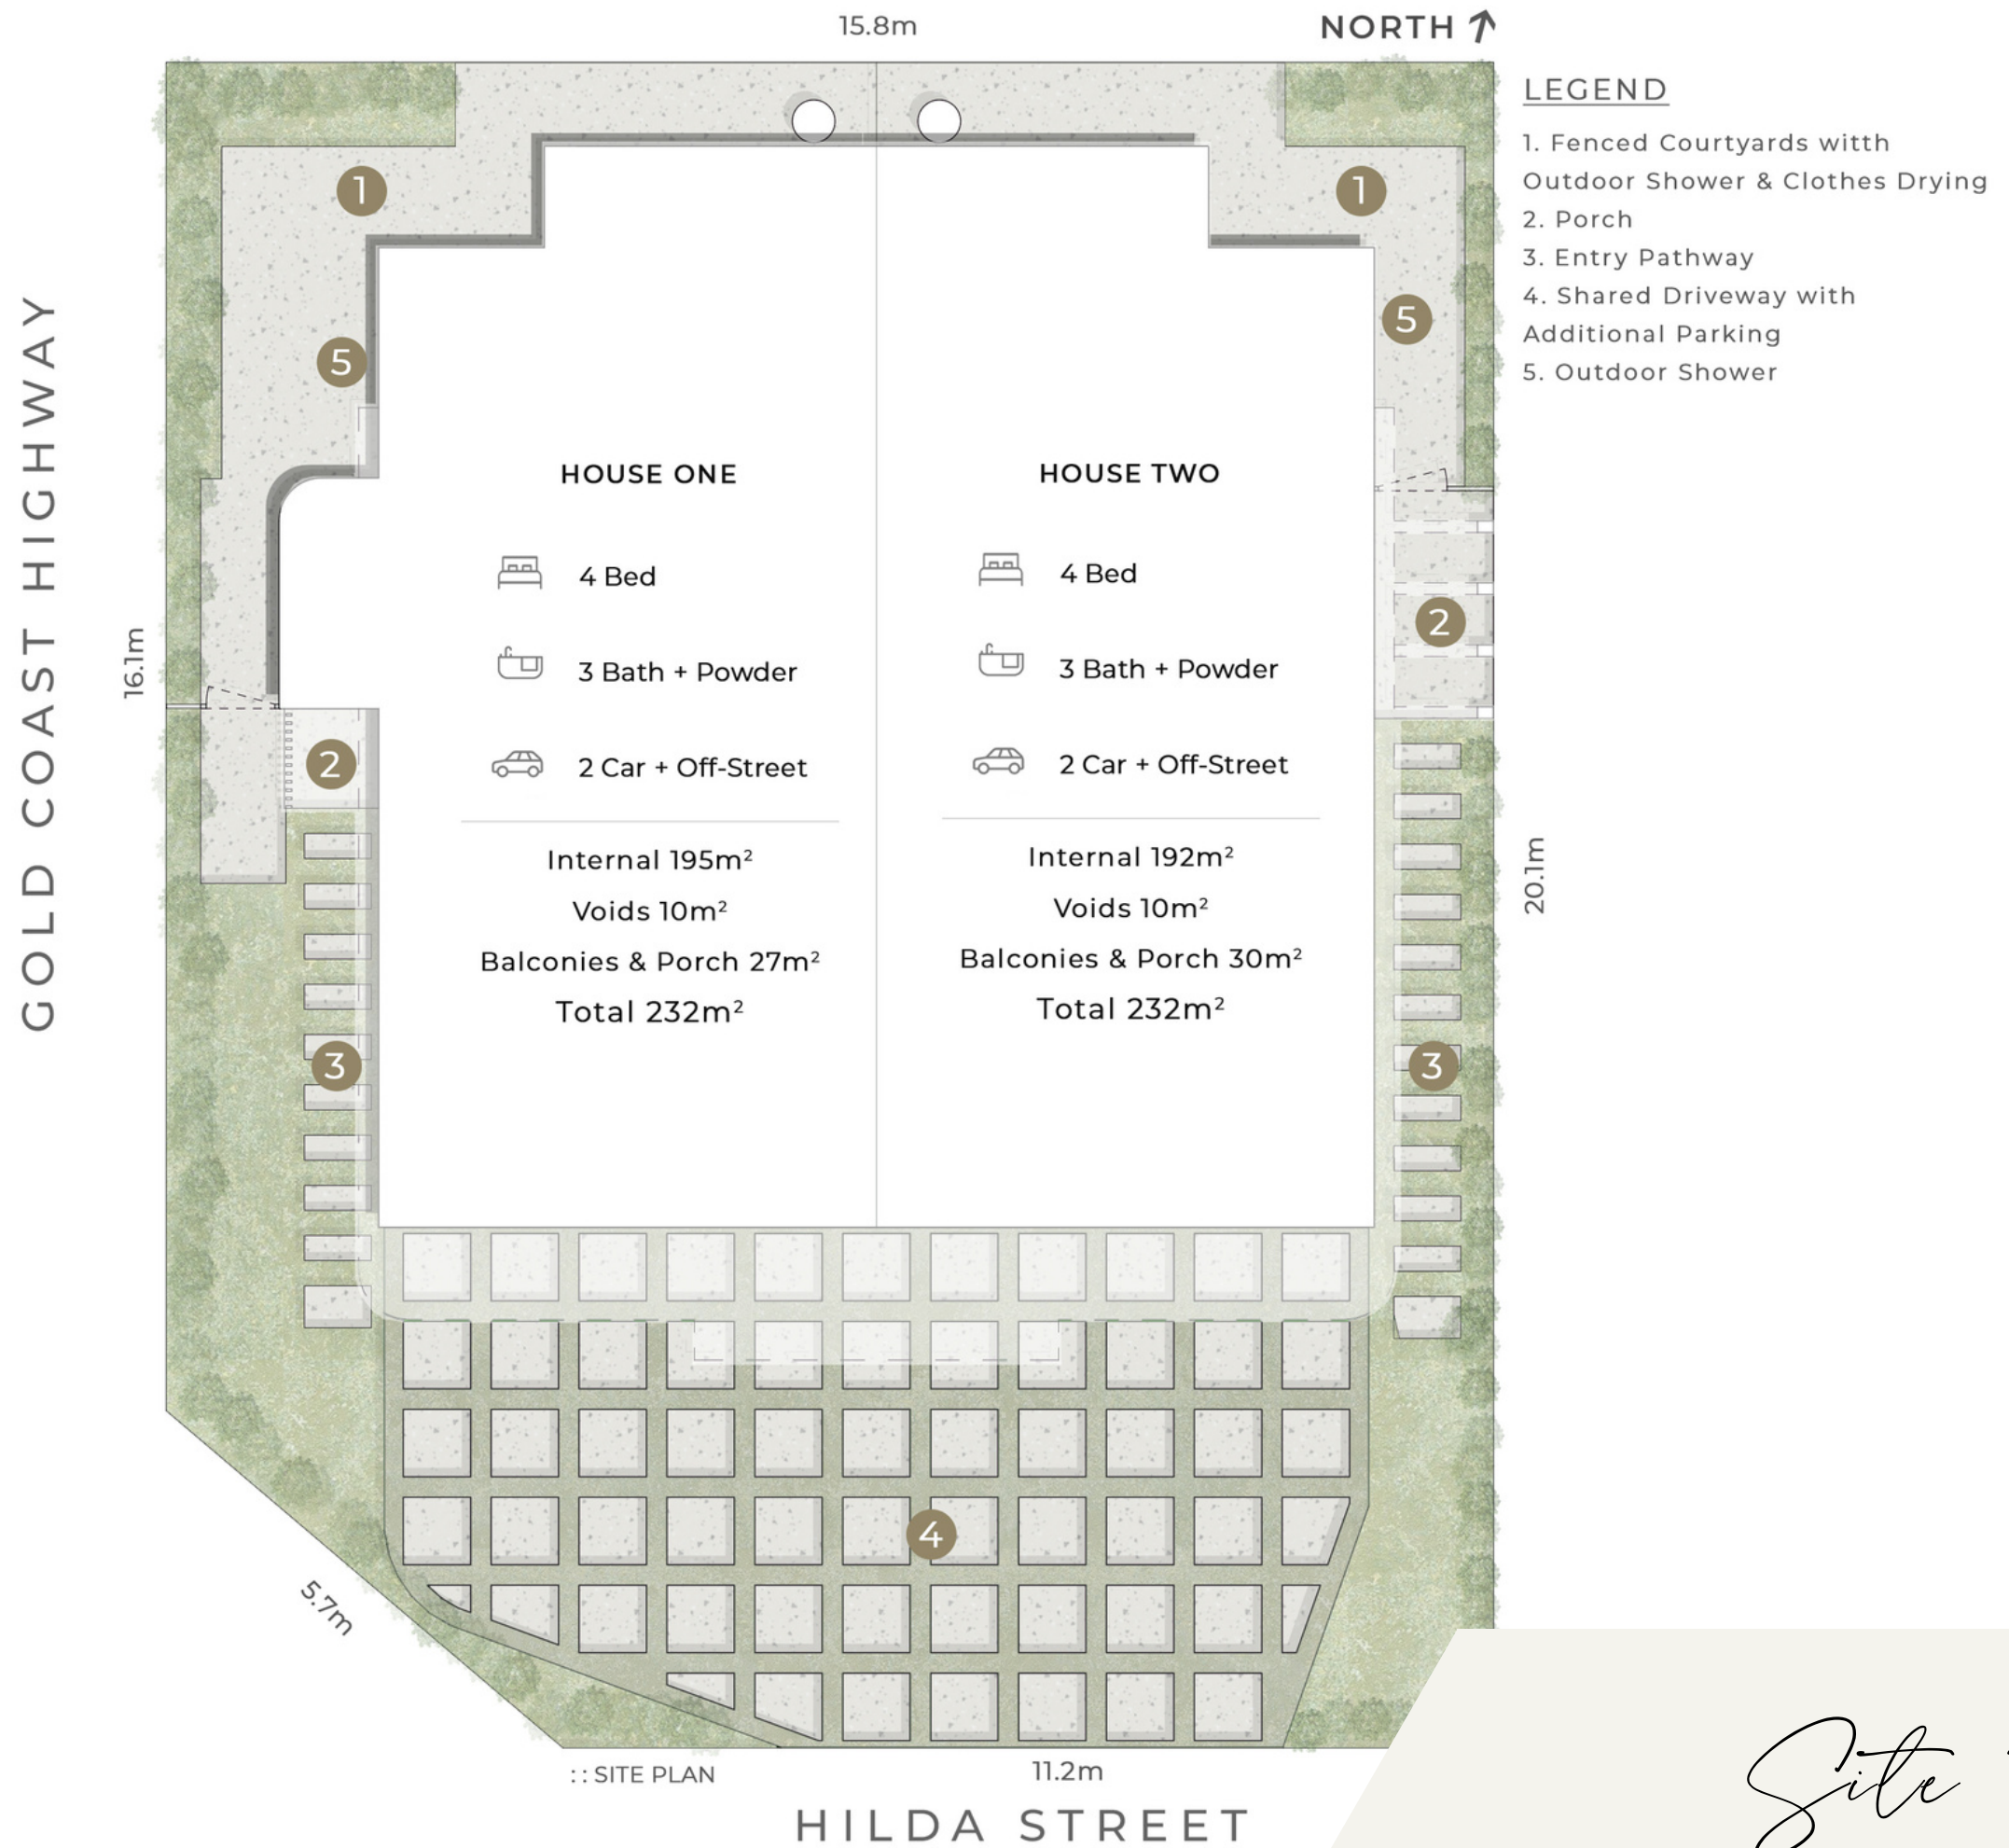 15.8m
NORTH
LEGEND
1. Fenced Courtyards witth
Outdoor Shower & Clothes Drying
2. Porch
3. Entry Pathway
4. Shared Driveway with
Additional Parking
5. Outdoor Shower
1
1
5
5
GOLD COAST HIGHWAY
16.1m
HOUSE ONE
4 Bed
3 Bath + Powder
2 Car + Off-Street
Internal 195m²
Voids 10m²
Balconies & Porch 27m²
Total 232m²
HOUSE TWO
4 Bed
3 Bath + Powder
2 Car + Off-Street
Internal 192m²
Voids 10m²
Balconies & Porch 30m²
Total 232m²
2
2
20.1m
3
3
4
5.7m
:: SITE PLAN
11.2m
HILDA STREET
Site